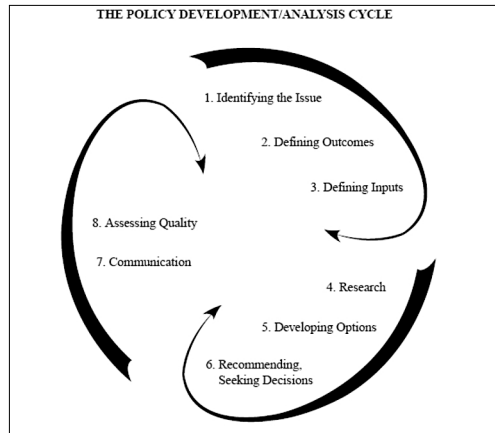 THE POLICY DEVELOPMENT/ANALYSIS CYCLE
1. Identifying the Issue
2. Defining Outcomes
3. Defining Inputs
4. Research
5. Developing Options
6. Recommending,
Seeking Decisions
7. Communication
8. Assessing Quality